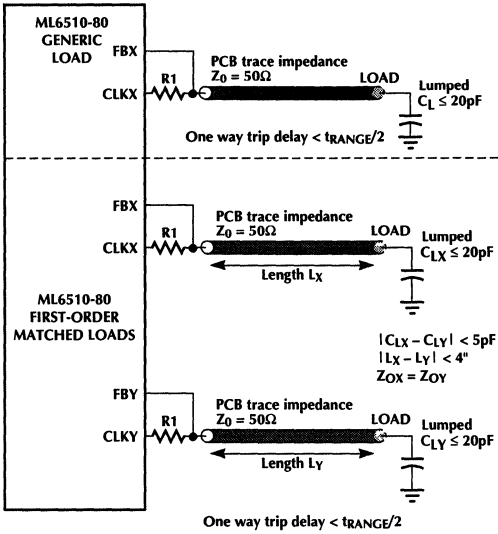 ML6510-80
GENERIC
LOAD
FBX
CLKX
R1
PCB trace impedance
Z0 = 50Ω
LOAD
Lumped
CL ≤ 20pF
One way trip delay < tRANGE/2
FBX
CLKX
R1
PCB trace impedance
Z0 = 50Ω
LOAD
Lumped
CLX ≤ 20pF
Length LX
ML6510-80
FIRST-ORDER
MATCHED LOADS
|CLX – CLY| < 5pF
|LX – LY| < 4"
ZOX = ZOY
FBY
CLKY
R1
PCB trace impedance
Z0 = 50Ω
LOAD
Lumped
CLY ≤ 20pF
Length LY
One way trip delay < tRANGE/2